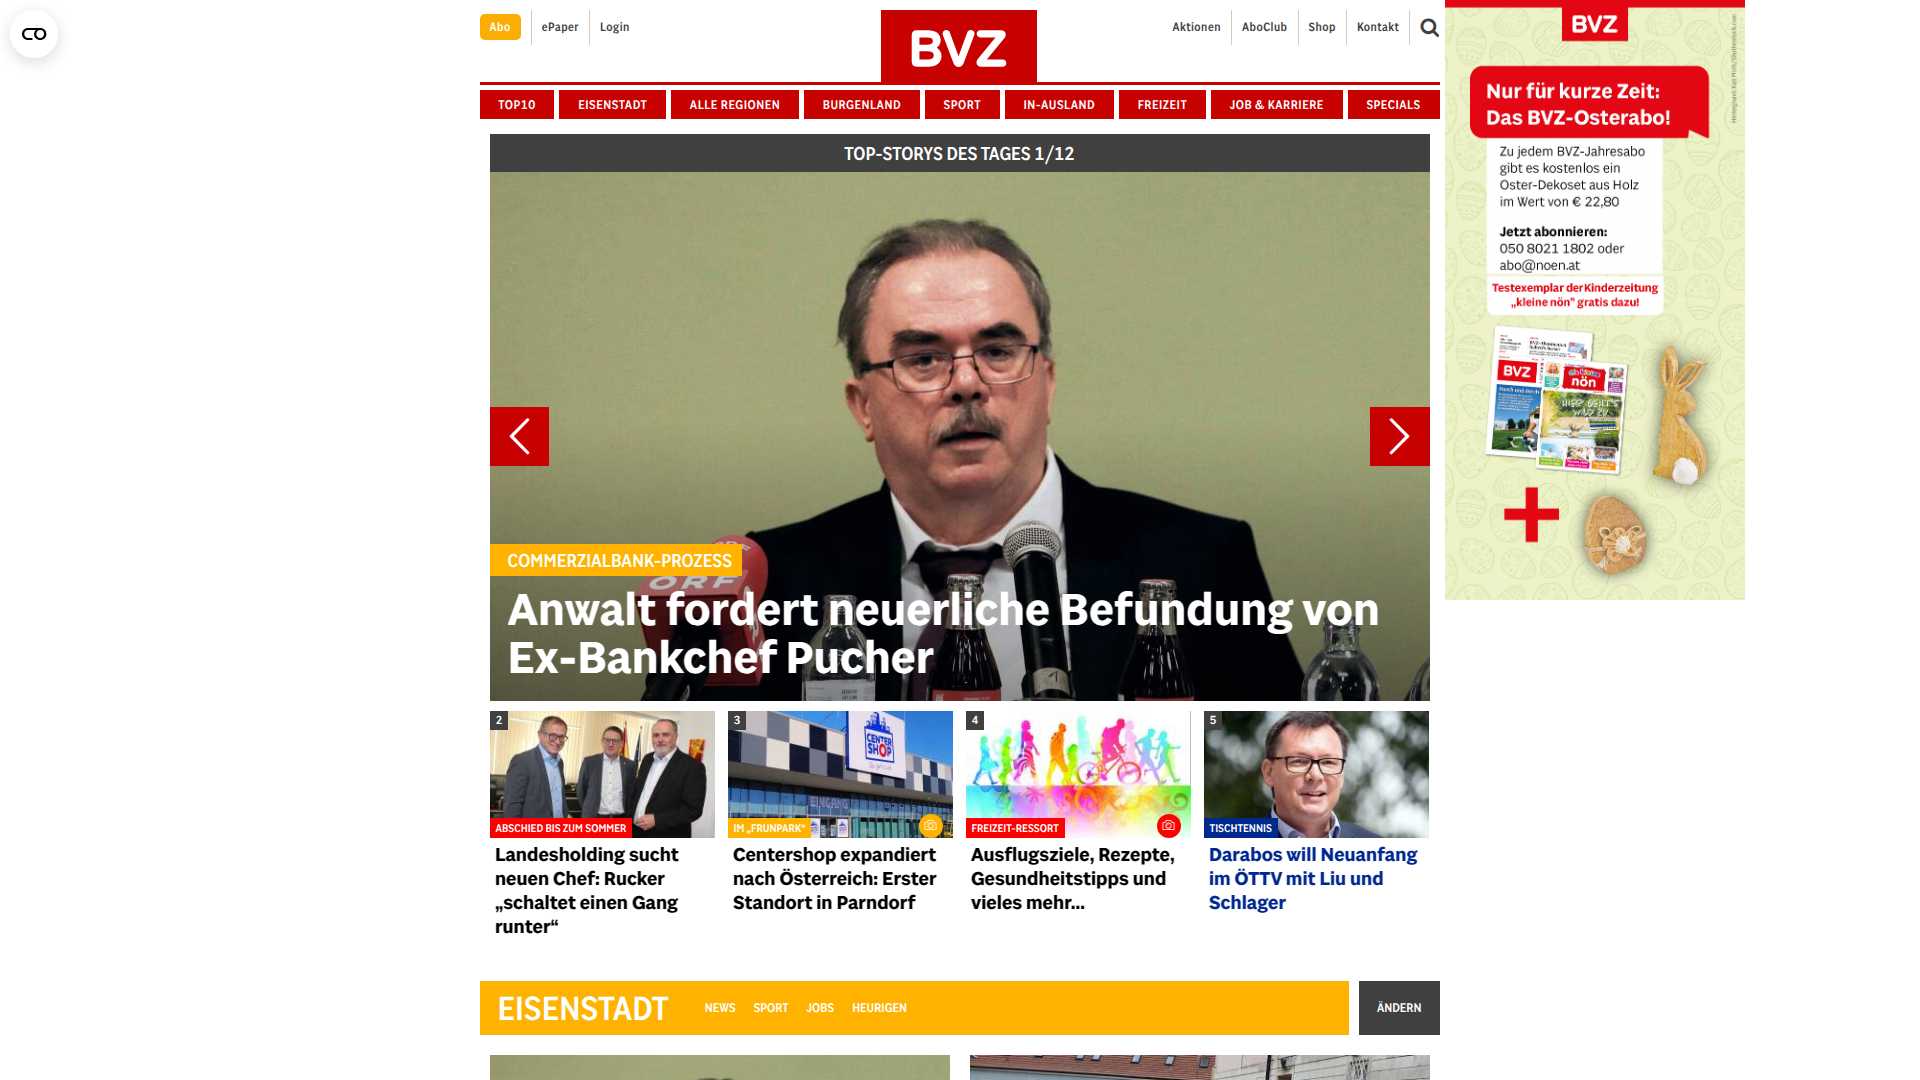 Abo
ePaper
Login
BVZ
Aktionen
AboClub
Shop
Kontakt
TOP10
EISENSTADT
ALLE REGIONEN
BURGENLAND
SPORT
IN-AUSLAND
FREIZEIT
JOB & KARRIERE
SPECIALS
TOP-STORYS DES TAGES 1/12
ORF
COMMERZIALBANK-PROZESS
Anwalt fordert neuerliche Befundung von
Ex-Bankchef Pucher
2
ABSCHIED BIS ZUM SOMMER
Landesholding sucht
neuen Chef: Rucker
„schaltet einen Gang
runter“
3
CENTER
SHOP
EINGANG
IM „FRUNPARK“
Centershop expandiert
nach Österreich: Erster
Standort in Parndorf
4
FREIZEIT-RESSORT
Ausflugsziele, Rezepte,
Gesundheitstipps und
vieles mehr...
5
TISCHTENNIS
Darabos will Neuanfang
im ÖTTV mit Liu und
Schlager
EISENSTADT
NEWS
SPORT
JOBS
HEURIGEN
ÄNDERN
BVZ
Nur für kurze Zeit:
Das BVZ-Osterabo!
Zu jedem BVZ-Jahresabo
gibt es kostenlos ein
Oster-Dekoset aus Holz
im Wert von € 22,80
Jetzt abonnieren:
050 8021 1802 oder
abo@noen.at
Testexemplar der Kinderzeitung
„kleine nön“ gratis dazu!
BVZ
nön